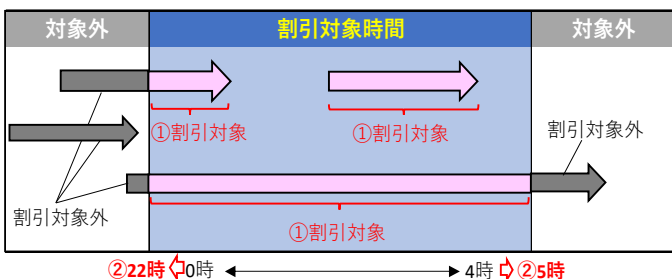 対象外 割引対象時間 対象外
①割引対象 ①割引対象 割引対象外
割引対象外
①割引対象
②22時 0時 4時 ②5時